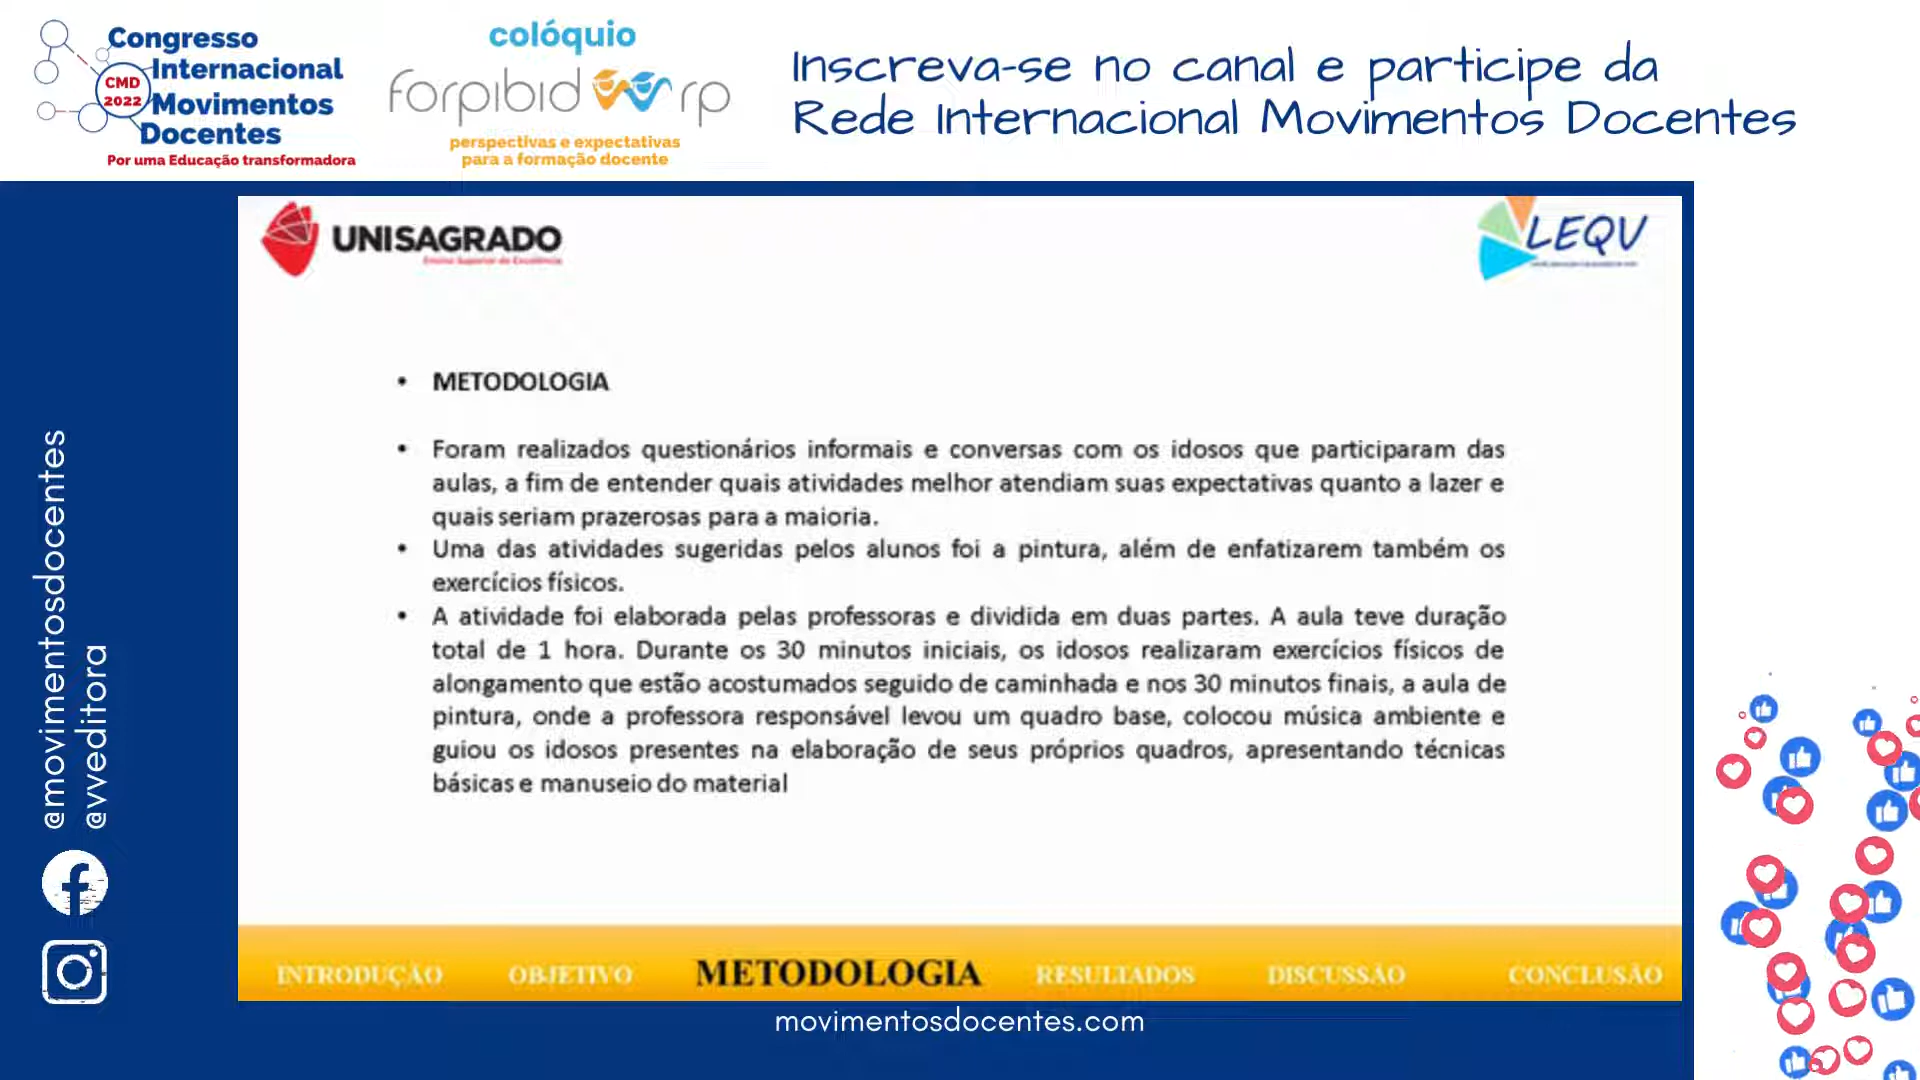 Congresso
Internacional
CMD
2022
Movimentos
Docentes
Por uma Educação transformadora
colóquio
forpibid rp
perspectivas e expectativas
para a formação docente
Inscreva-se no canal e participe da
Rede Internacional Movimentos Docentes
UNISAGRADO
Ensino Superior de Excelência
LEQV
• METODOLOGIA
• Foram realizados questionários informais e conversas com os idosos que participaram das
aulas, a fim de entender quais atividades melhor atendiam suas expectativas quanto a lazer e
quais seriam prazerosas para a maioria.
• Uma das atividades sugeridas pelos alunos foi a pintura, além de enfatizarem também os
exercícios físicos.
• A atividade foi elaborada pelas professoras e dividida em duas partes. A aula teve duração
total de 1 hora. Durante os 30 minutos iniciais, os idosos realizaram exercícios físicos de
alongamento que estão acostumados seguido de caminhada e nos 30 minutos finais, a aula de
pintura, onde a professora responsável levou um quadro base, colocou música ambiente e
guiou os idosos presentes na elaboração de seus próprios quadros, apresentando técnicas
básicas e manuseio do material
INTRODUÇÃO OBJETIVO METODOLOGIA RESULTADOS DISCUSSÃO CONCLUSÃO
movimentosdocentes.com
@movimentosdocentes
@vveditora